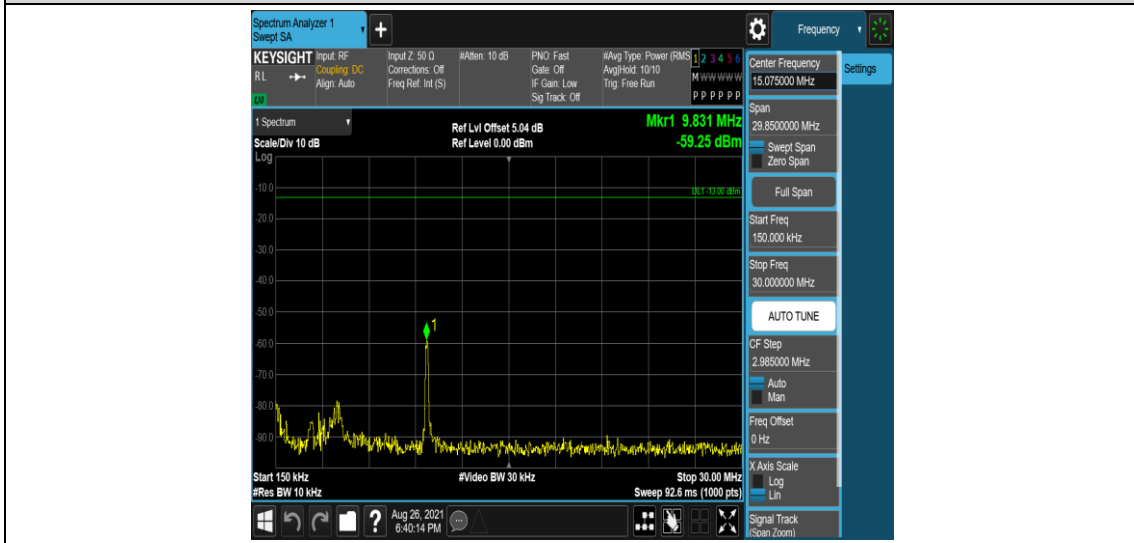 Spectrum Analyzer 1
Swept SA
Frequency
KEYSIGHT
R L
LXI
Input: RF
Coupling: DC
Align: Auto
Input Z: 50 Ω
Corrections: Off
Freq Ref: Int (S)
#Atten: 10 dB
PNO: Fast
Gate: Off
IF Gain: Low
Sig Track: Off
#Avg Type: Power (RMS
Avg|Hold: 10/10
Trig: Free Run
1 2 3 4 5 6
M W W W W W
P P P P P P
1 Spectrum
Scale/Div 10 dB
Log
Ref Lvl Offset 5.04 dB
Ref Level 0.00 dBm
Mkr1 9.831 MHz
-59.25 dBm
DL1 -13.00 dBm
-10.0
-20.0
-30.0
-40.0
-50.0
-60.0
-70.0
-80.0
-90.0
1
Start 150 kHz
#Res BW 10 kHz
#Video BW 30 kHz
Stop 30.00 MHz
Sweep 92.6 ms (1000 pts)
Center Frequency
15.075000 MHz
Settings
Span
29.8500000 MHz
Swept Span
Zero Span
Full Span
Start Freq
150.000 kHz
Stop Freq
30.000000 MHz
AUTO TUNE
CF Step
2.985000 MHz
Auto
Man
Freq Offset
0 Hz
X Axis Scale
Log
Lin
Signal Track
(Span Zoom)
?
Aug 26, 2021
6:40:14 PM